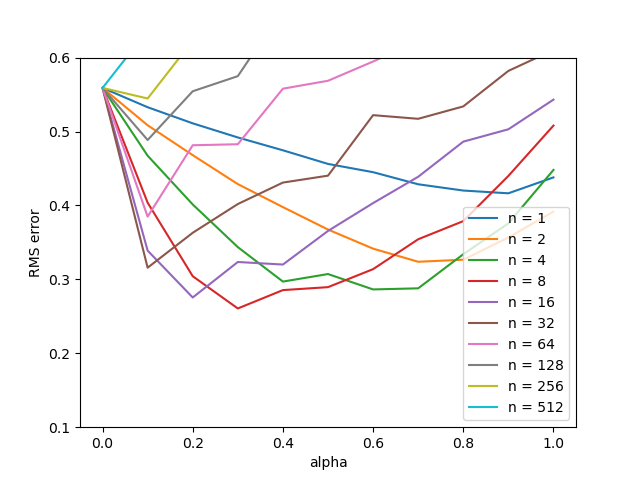 0.6
0.5
0.4
0.3
0.2
0.1
RMS error
0.0
0.2
0.4
0.6
0.8
1.0
alpha
n = 1
n = 2
n = 4
n = 8
n = 16
n = 32
n = 64
n = 128
n = 256
n = 512